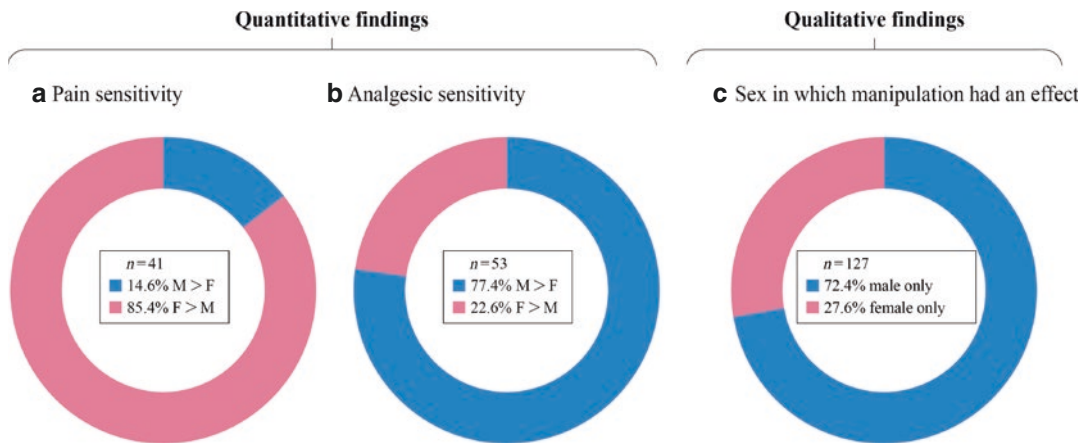 Quantitative findings
Qualitative findings
a Pain sensitivity
b Analgesic sensitivity
c Sex in which manipulation had an effect
n=41
14.6% M > F
85.4% F > M
n=53
77.4% M > F
22.6% F > M
n=127
72.4% male only
27.6% female only